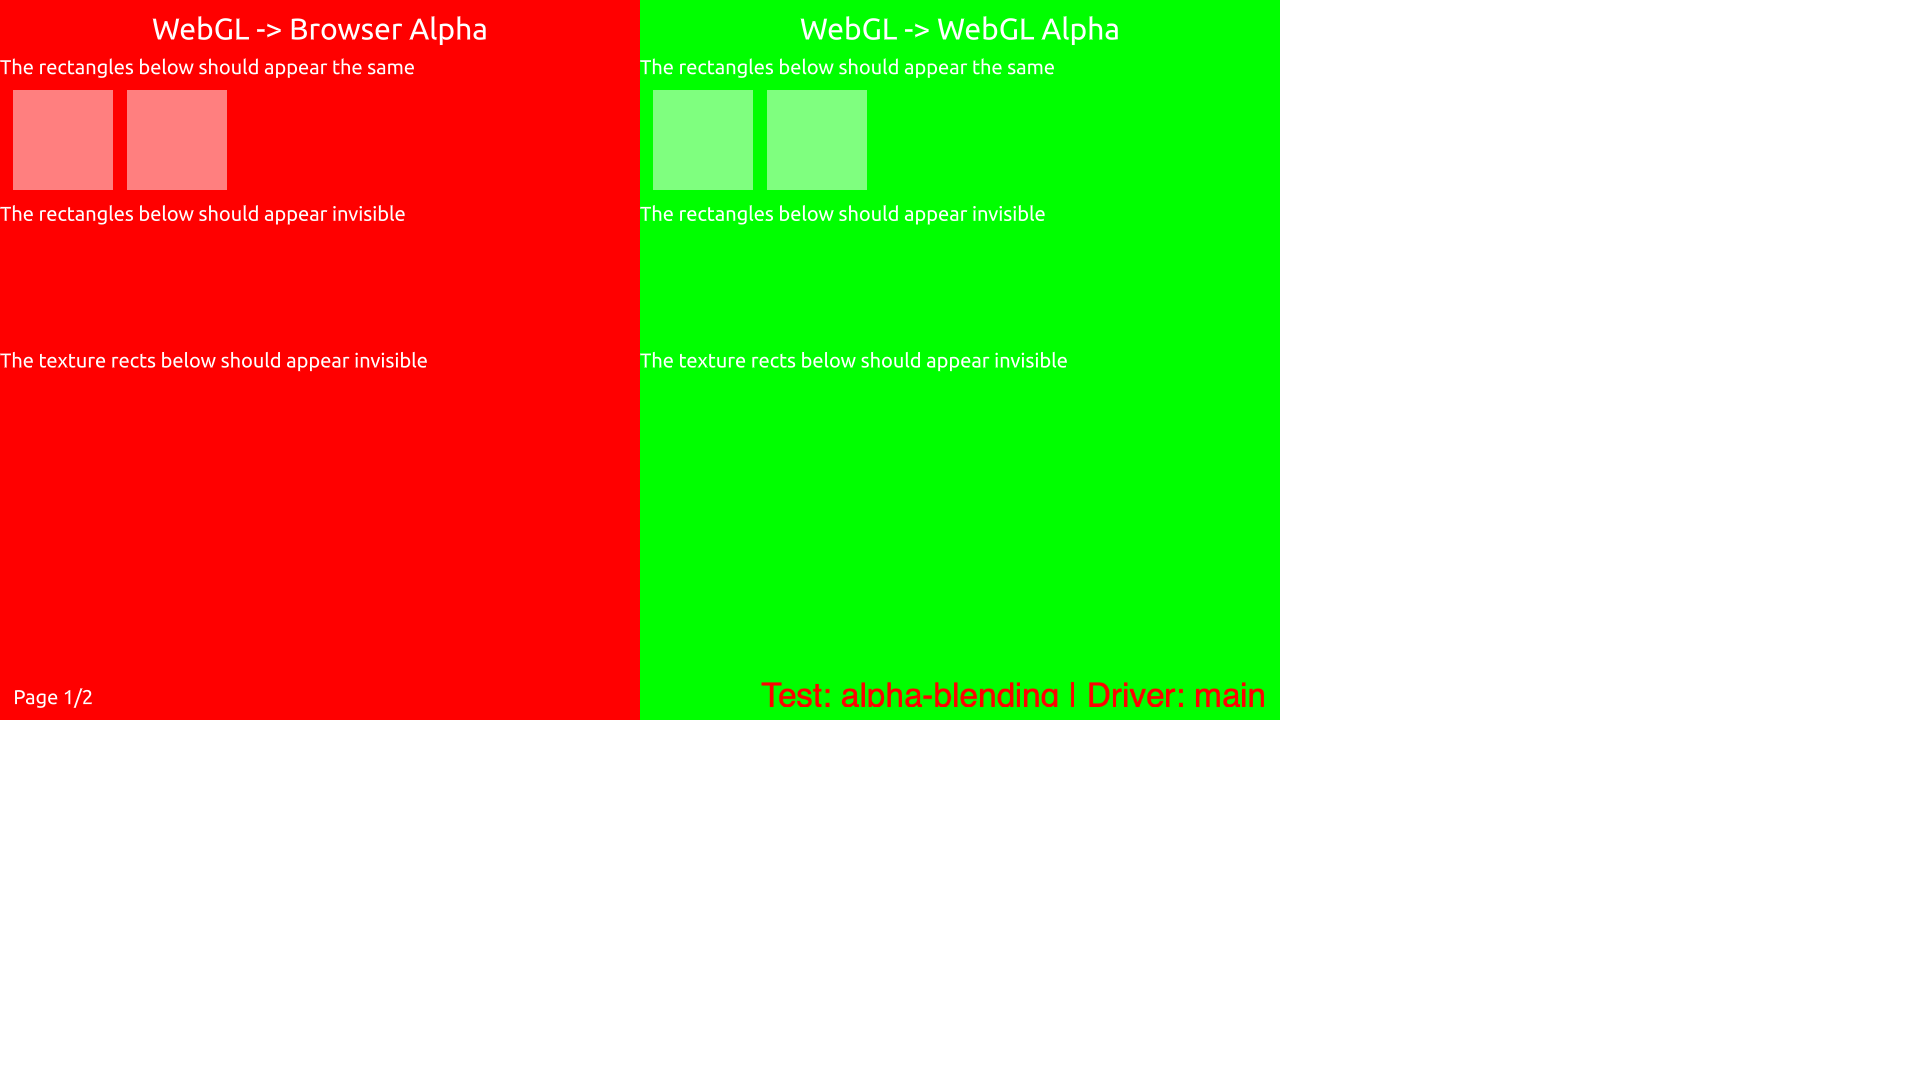 WebGL -> Browser Alpha
The rectangles below should appear the same
The rectangles below should appear invisible
The texture rects below should appear invisible
Page 1/2
WebGL -> WebGL Alpha
The rectangles below should appear the same
The rectangles below should appear invisible
The texture rects below should appear invisible
Test: alpha-blending | Driver: main